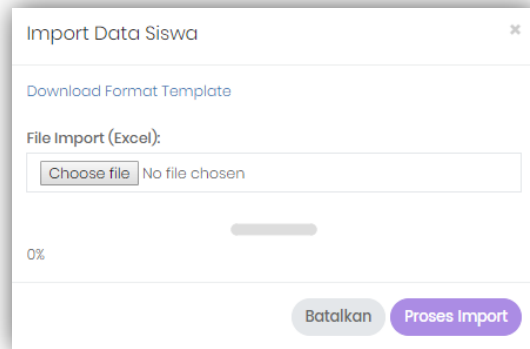 Import Data Siswa
×
Download Format Template
File Import (Excel):
Choose file No file chosen
0%
Batalkan Proses Import